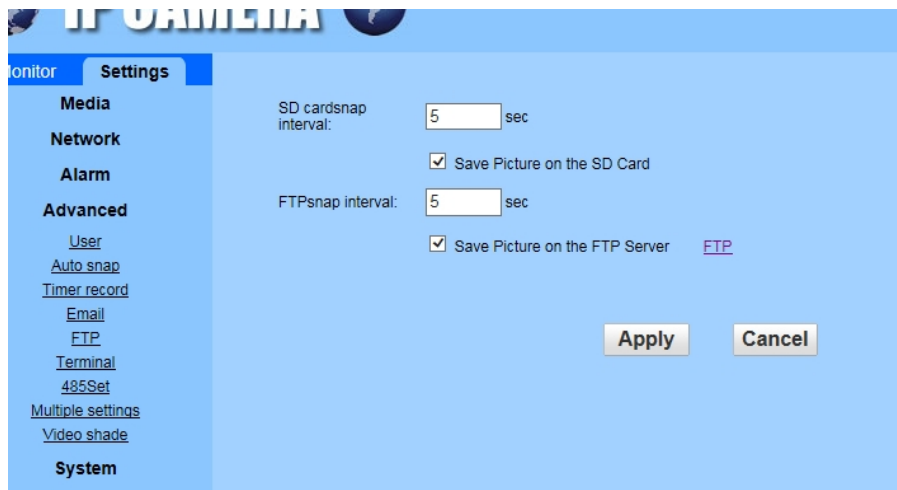 IP CAMERA
Settings
Media
Network
Alarm
Advanced
User
Auto snap
Timer record
Email
FTP
Terminal
485Set
Multiple settings
Video shade
System
SD cardsnap
interval:
5 sec
Save Picture on the SD Card
FTPsnap interval:
5 sec
Save Picture on the FTP Server FTP
Apply Cancel